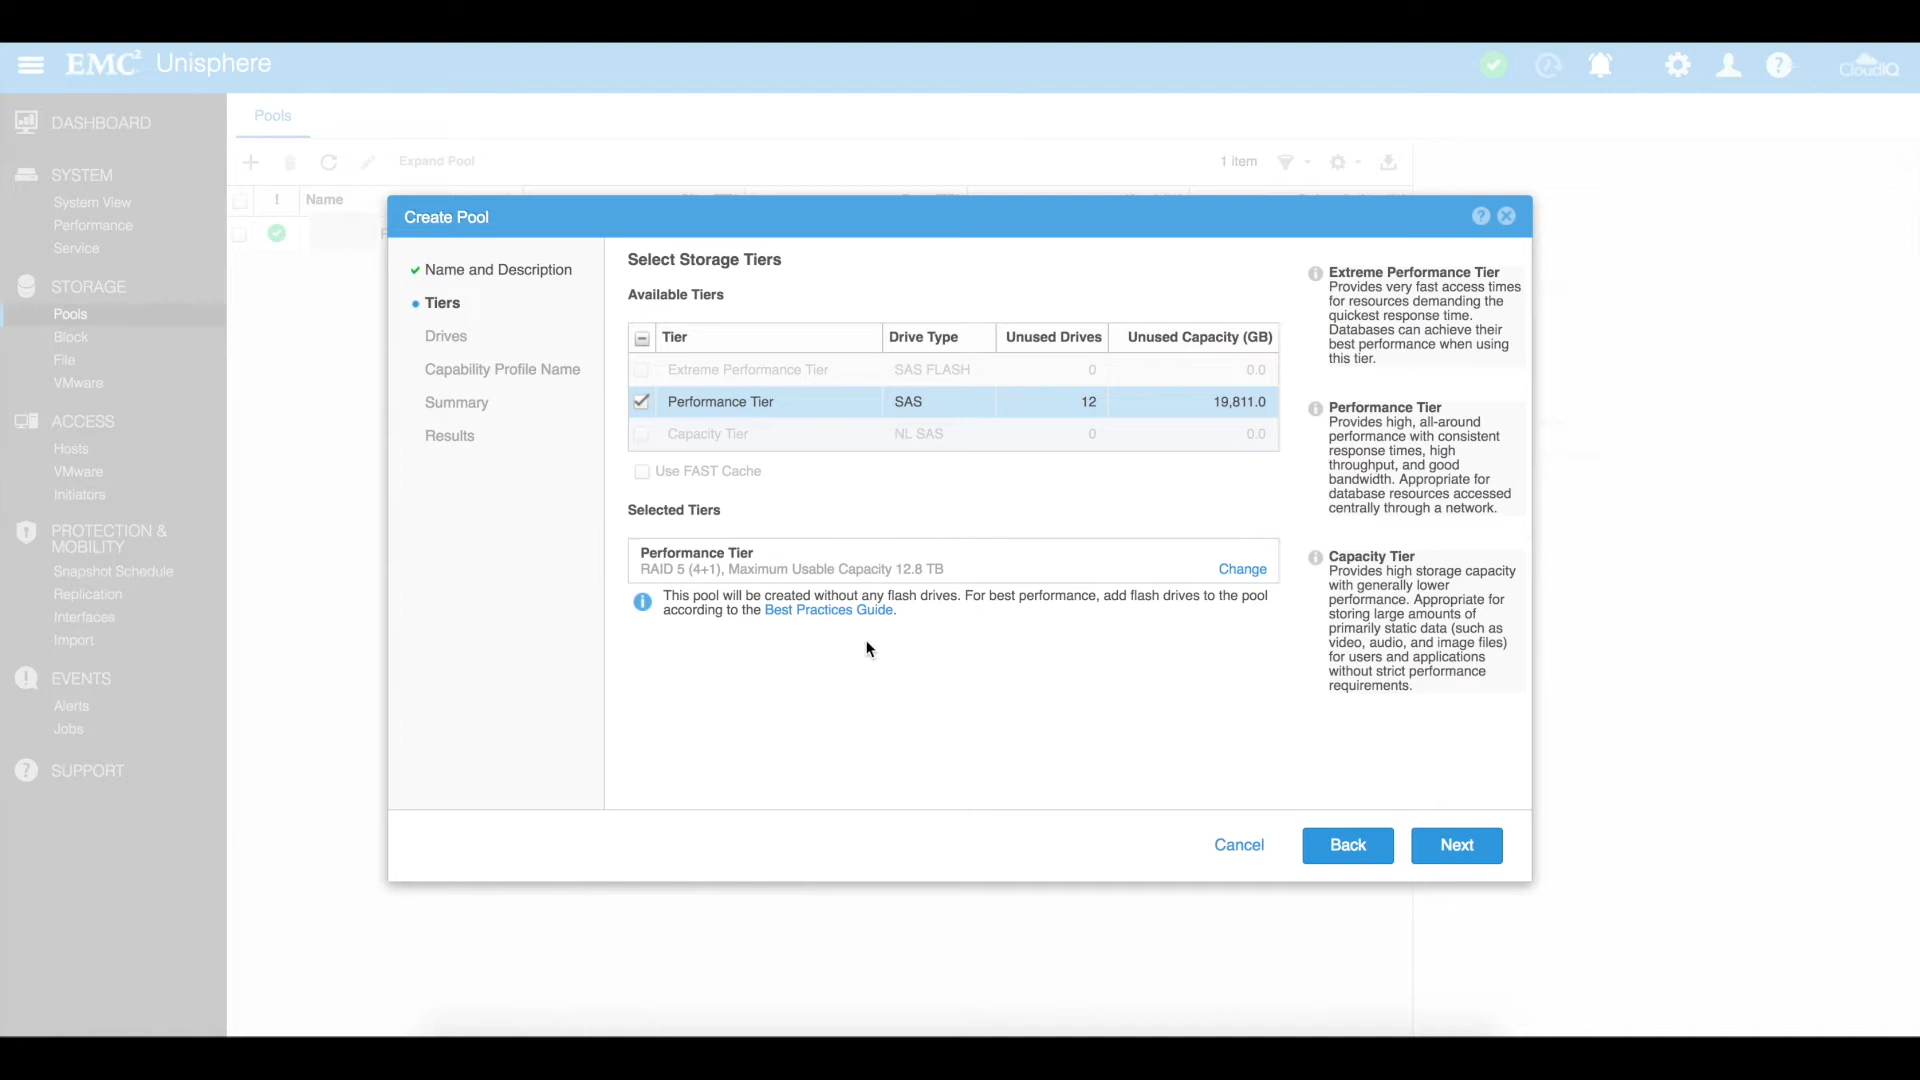 EMC² Unisphere
CloudIQ
DASHBOARD
SYSTEM
System View
Performance
Service
STORAGE
Pools
Block
File
VMware
ACCESS
Hosts
VMware
Initiators
PROTECTION &
MOBILITY
Snapshot Schedule
Replication
Interfaces
Import
EVENTS
Alerts
Jobs
SUPPORT
Pools
Expand Pool
1 item
! Name
Create Pool
Name and Description
Tiers
Drives
Capability Profile Name
Summary
Results
Select Storage Tiers
Available Tiers
Tier Drive Type Unused Drives Unused Capacity (GB)
Extreme Performance Tier SAS FLASH 0 0.0
Performance Tier SAS 12 19,811.0
Capacity Tier NL SAS 0 0.0
Use FAST Cache
Selected Tiers
Performance Tier
RAID 5 (4+1), Maximum Usable Capacity 12.8 TB Change
This pool will be created without any flash drives. For best performance, add flash drives to the pool
according to the Best Practices Guide.
Extreme Performance Tier
Provides very fast access times
for resources demanding the
quickest response time.
Databases can achieve their
best performance when using
this tier.
Performance Tier
Provides high, all-around
performance with consistent
response times, high
throughput, and good
bandwidth. Appropriate for
database resources accessed
centrally through a network.
Capacity Tier
Provides high storage capacity
with generally lower
performance. Appropriate for
storing large amounts of
primarily static data (such as
video, audio, and image files)
for users and applications
without strict performance
requirements.
Cancel Back Next